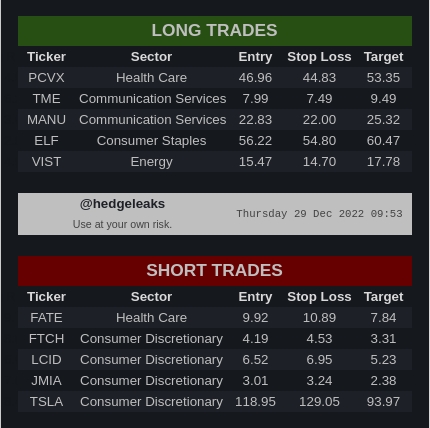 LONG TRADES
Ticker Sector Entry Stop Loss Target
PCVX Health Care 46.96 44.83 53.35
TME Communication Services 7.99 7.49 9.49
MANU Communication Services 22.83 22.00 25.32
ELF Consumer Staples 56.22 54.80 60.47
VIST Energy 15.47 14.70 17.78
@hedgeleaks
Use at your own risk.
Thursday 29 Dec 2022 09:53
SHORT TRADES
Ticker Sector Entry Stop Loss Target
FATE Health Care 9.92 10.89 7.84
FTCH Consumer Discretionary 4.19 4.53 3.31
LCID Consumer Discretionary 6.52 6.95 5.23
JMIA Consumer Discretionary 3.01 3.24 2.38
TSLA Consumer Discretionary 118.95 129.05 93.97